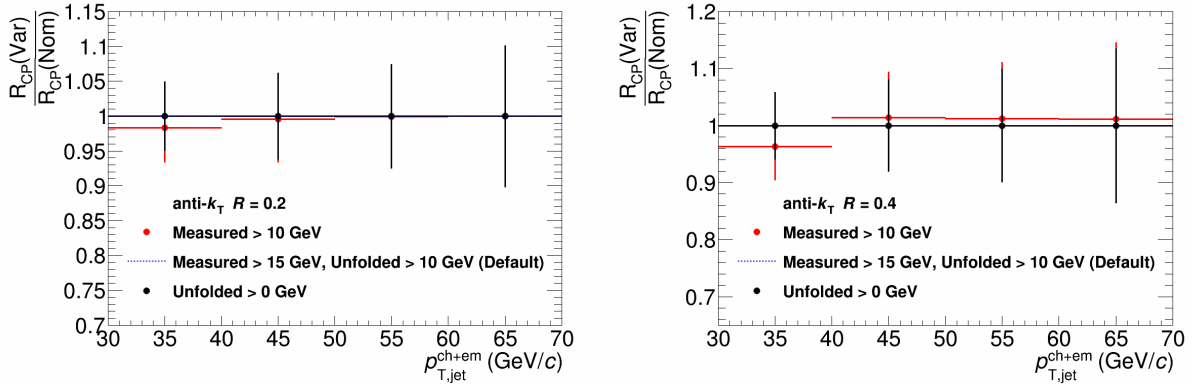 R_CP(Var)
R_CP(Nom)
1.15
1.1
1.05
1
0.95
0.9
0.85
0.8
0.75
0.7
anti-k_T R = 0.2
Measured > 10 GeV
Measured > 15 GeV, Unfolded > 10 GeV (Default)
Unfolded > 0 GeV
30 35 40 45 50 55 60 65 70
p_T,jet^ch+em (GeV/c)
R_CP(Var)
R_CP(Nom)
1.2
1.1
1
0.9
0.8
0.7
anti-k_T R = 0.4
Measured > 10 GeV
Measured > 15 GeV, Unfolded > 10 GeV (Default)
Unfolded > 0 GeV
30 35 40 45 50 55 60 65 70
p_T,jet^ch+em (GeV/c)